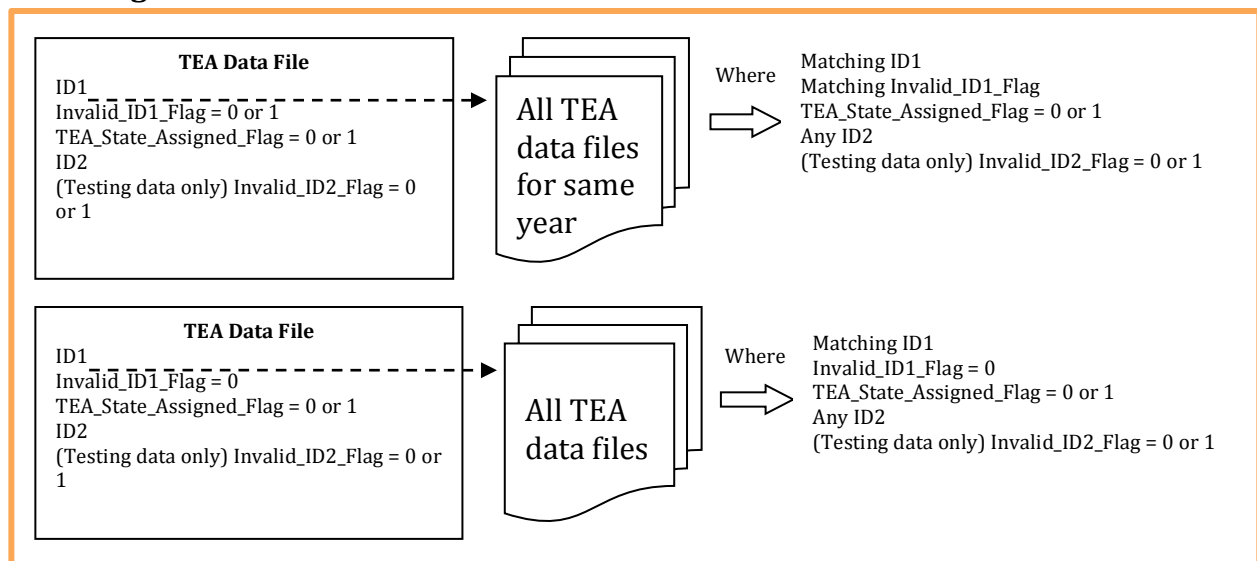 TEA Data File
ID1
Invalid_ID1_Flag = 0 or 1
TEA_State_Assigned_Flag = 0 or 1
ID2
(Testing data only) Invalid_ID2_Flag = 0
or 1
All TEA
data files
for same
year
Where
Matching ID1
Matching Invalid_ID1_Flag
TEA_State_Assigned_Flag = 0 or 1
Any ID2
(Testing data only) Invalid_ID2_Flag = 0 or 1
TEA Data File
ID1
Invalid_ID1_Flag = 0
TEA_State_Assigned_Flag = 0 or 1
ID2
(Testing data only) Invalid_ID2_Flag = 0 or
1
All TEA
data files
Where
Matching ID1
Invalid_ID1_Flag = 0
TEA_State_Assigned_Flag = 0 or 1
Any ID2
(Testing data only) Invalid_ID2_Flag = 0 or 1